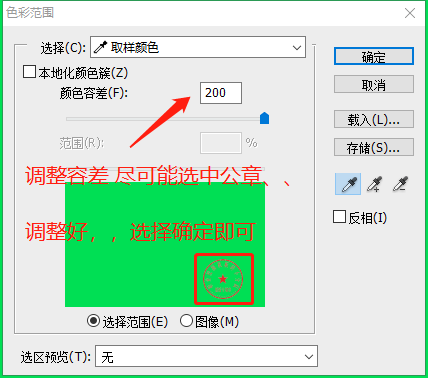 色彩范围
选择(C): 取样颜色
确定
本地化颜色簇(Z)
取消
颜色容差(F): 200
载入(L)...
范围(R): %
存储(S)...
调整容差 尽可能选中公章、、
反相(I)
调整好，，选择确定即可
选择范围(E) 图像(M)
选区预览(T): 无